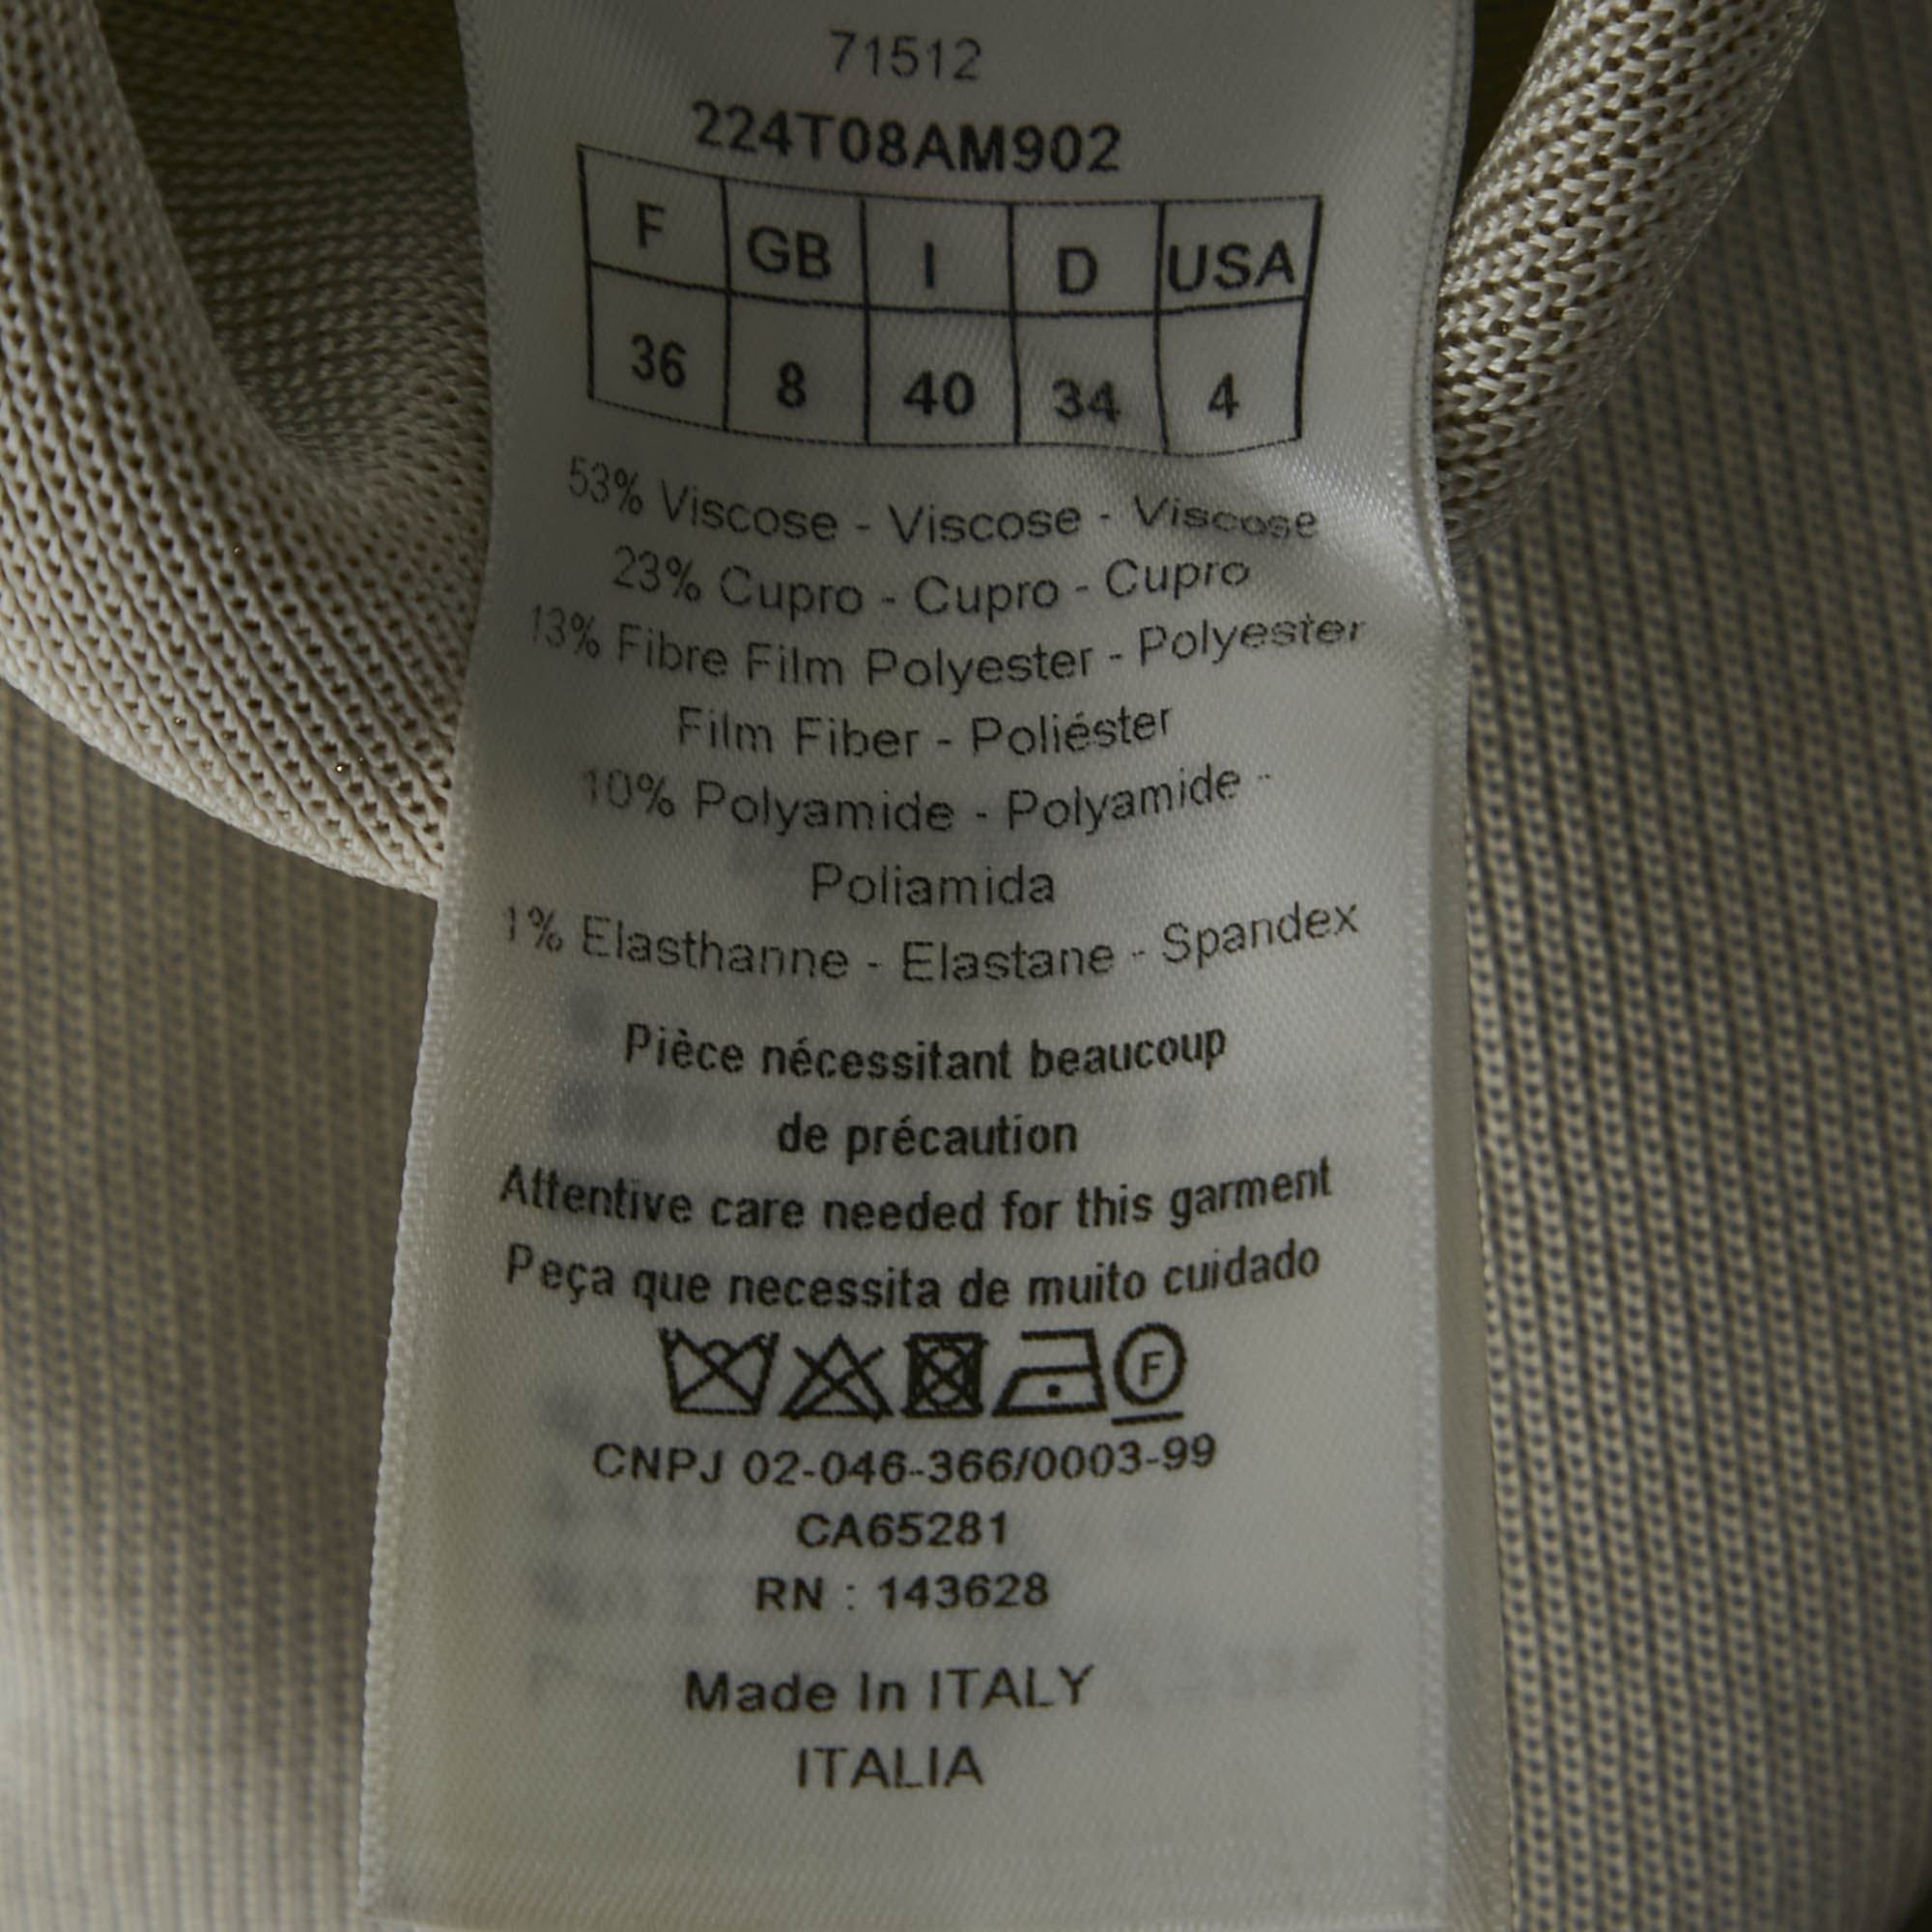 71512
224T08AM902
F GB I D USA
36 8 40 34 4
53% Viscose - Viscose - Viscose
23% Cupro - Cupro - Cupro
13% Fibre Film Polyester - Polyester
Film Fiber - Poliéster
10% Polyamide - Polyamide -
Poliamida
1% Elasthanne - Elastane - Spandex
Pièce nécessitant beaucoup
de précaution
Attentive care needed for this garment
Peça que necessita de muito cuidado
F
CNPJ 02-046-366/0003-99
CA65281
RN : 143628
Made In ITALY
ITALIA